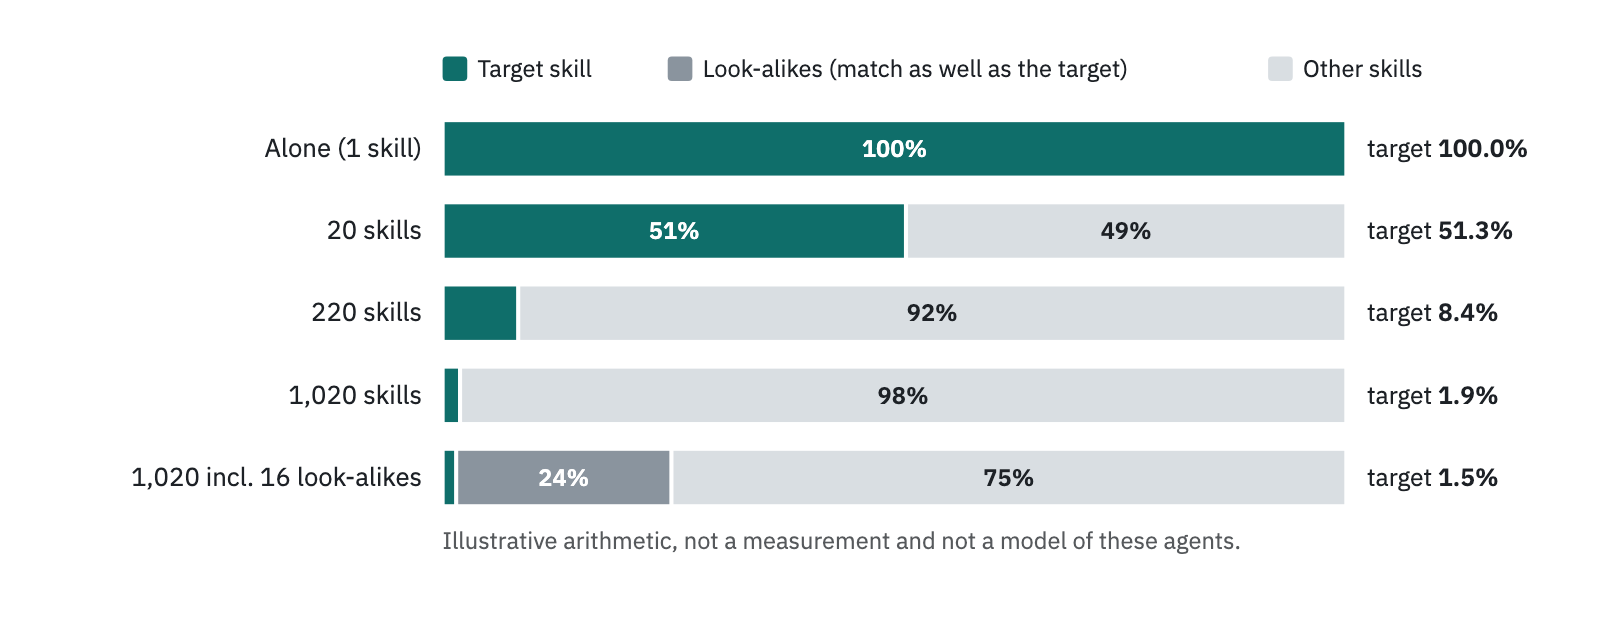 Target skill Look-alikes (match as well as the target) Other skills
Alone (1 skill) 100% target 100.0%
20 skills 51% 49% target 51.3%
220 skills 92% target 8.4%
1,020 skills 98% target 1.9%
1,020 incl. 16 look-alikes 24% 75% target 1.5%
Illustrative arithmetic, not a measurement and not a model of these agents.